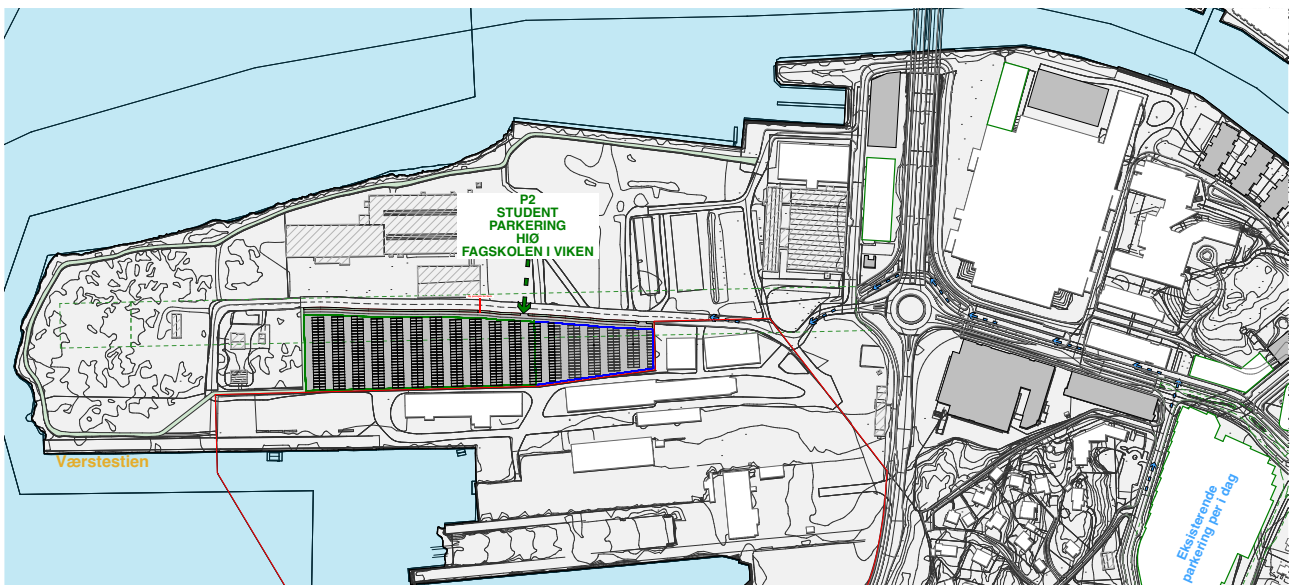 P2
STUDENT
PARKERING
HIØ
FAGSKOLEN I VIKEN
Værstestien
Eksisterende
parkering per i dag